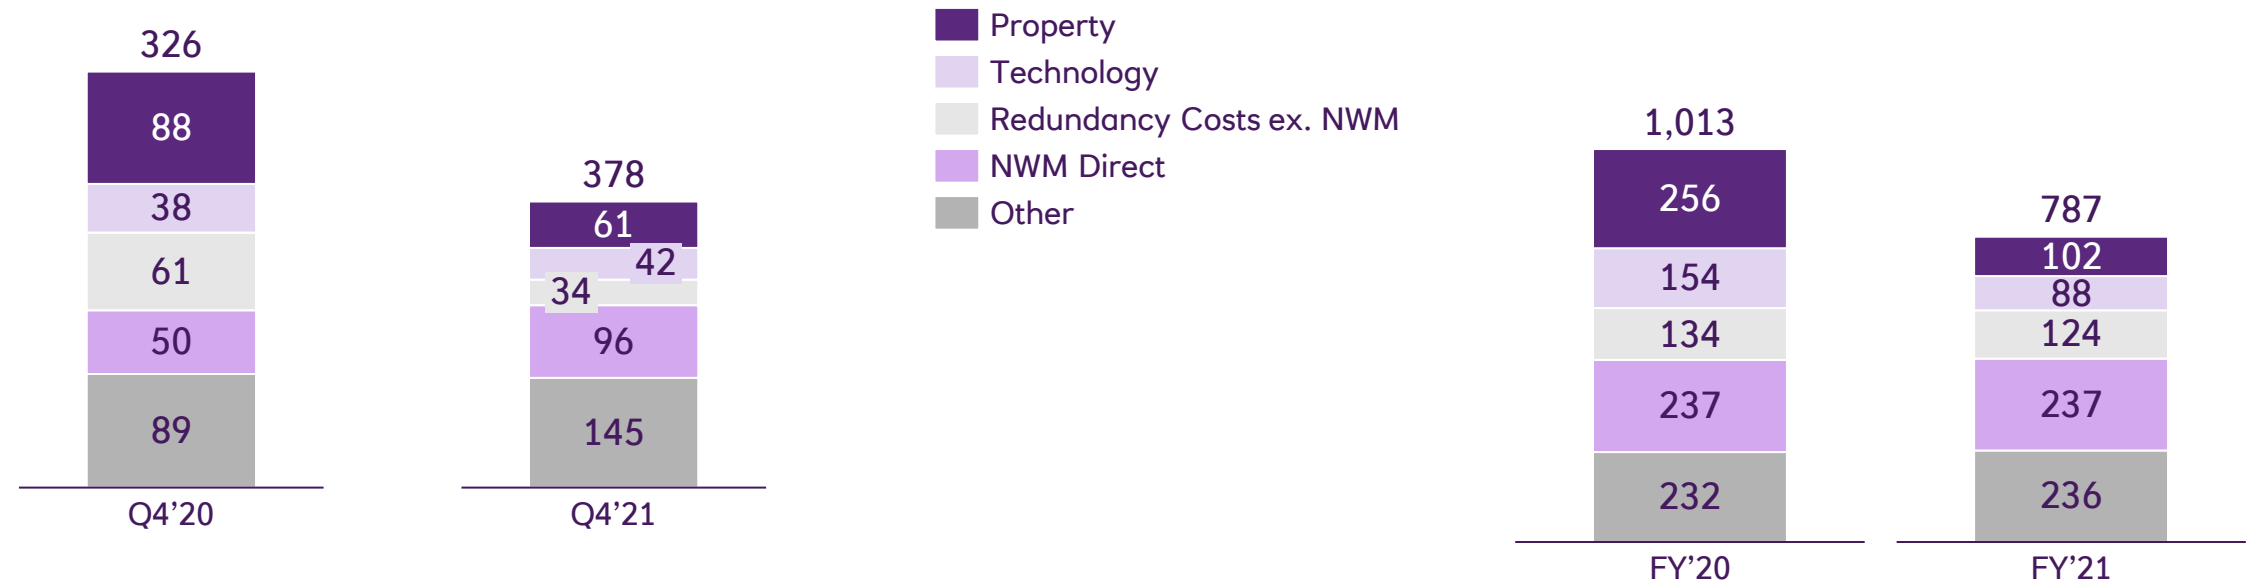 326
88
38
61
50
89
Q4’20
378
61
42
34
96
145
Q4’21
Property
Technology
Redundancy Costs ex. NWM
NWM Direct
Other
1,013
256
154
134
237
232
FY’20
787
102
88
124
237
236
FY’21